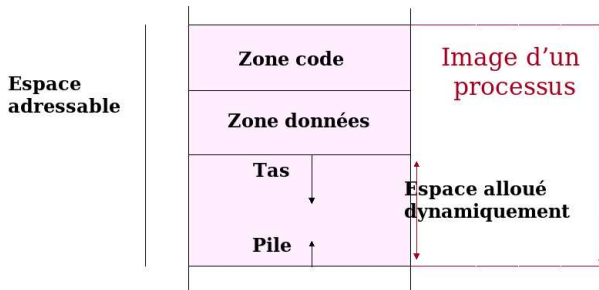 Espace
adressable
Zone code
Zone données
Tas
Pile
Image d'un
processus
Espace alloué
dynamiquement